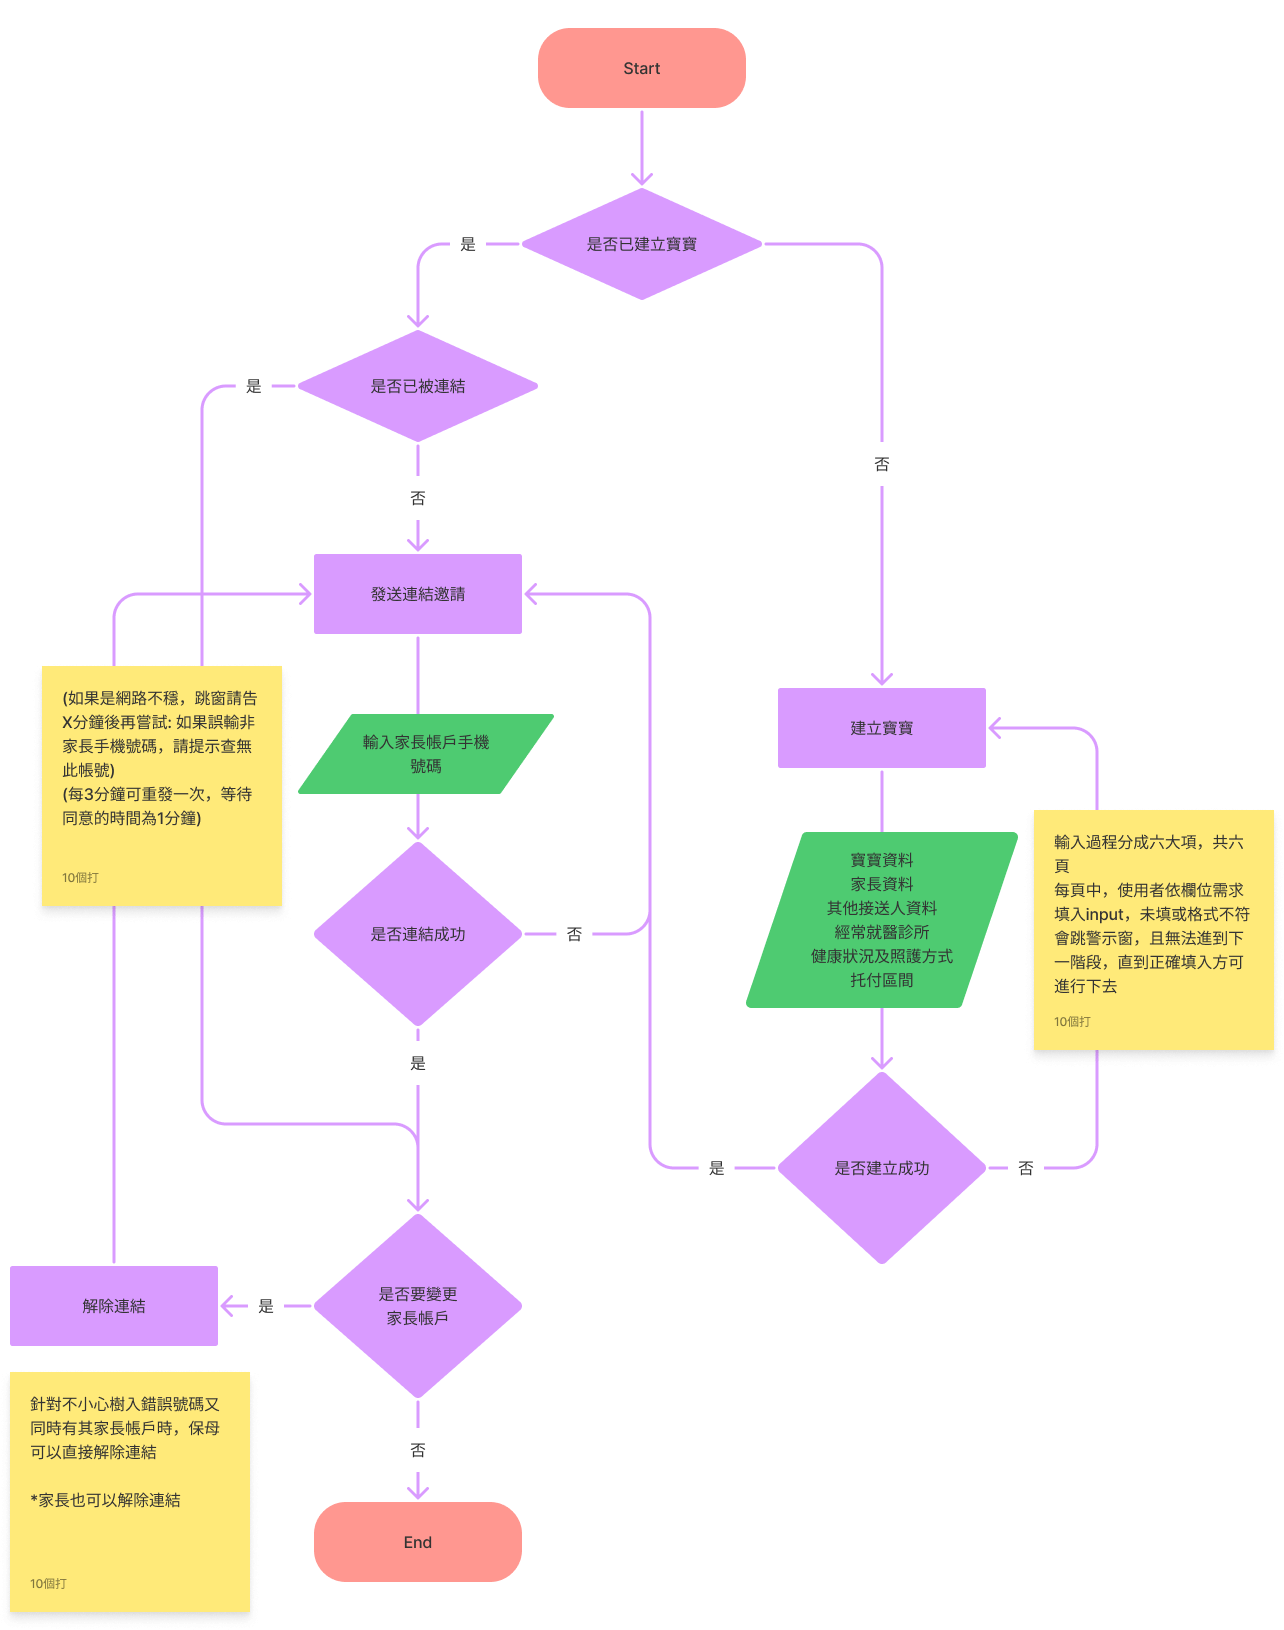 Start
是否已建立寶寶
是
是否已被連結
是
否
否
發送連結邀請
(如果是網路不穩，跳窗請告
X分鐘後再嘗試: 如果誤輸非
家長手機號碼，請提示查無
此帳號)
(每3分鐘可重發一次，等待
同意的時間為1分鐘)
10個打
輸入家長帳戶手機
號碼
建立寶寶
寶寶資料
家長資料
其他接送人資料
經常就醫診所
健康狀況及照護方式
托付區間
輸入過程分成六大項，共六
頁
每頁中，使用者依欄位需求
填入input，未填或格式不符
會跳警示窗，且無法進到下
一階段，直到正確填入方可
進行下去
10個打
是否連結成功
否
是
是否建立成功
是
否
是否要變更
家長帳戶
是
解除連結
針對不小心樹入錯誤號碼又
同時有其家長帳戶時，保母
可以直接解除連結
*家長也可以解除連結
10個打
否
End